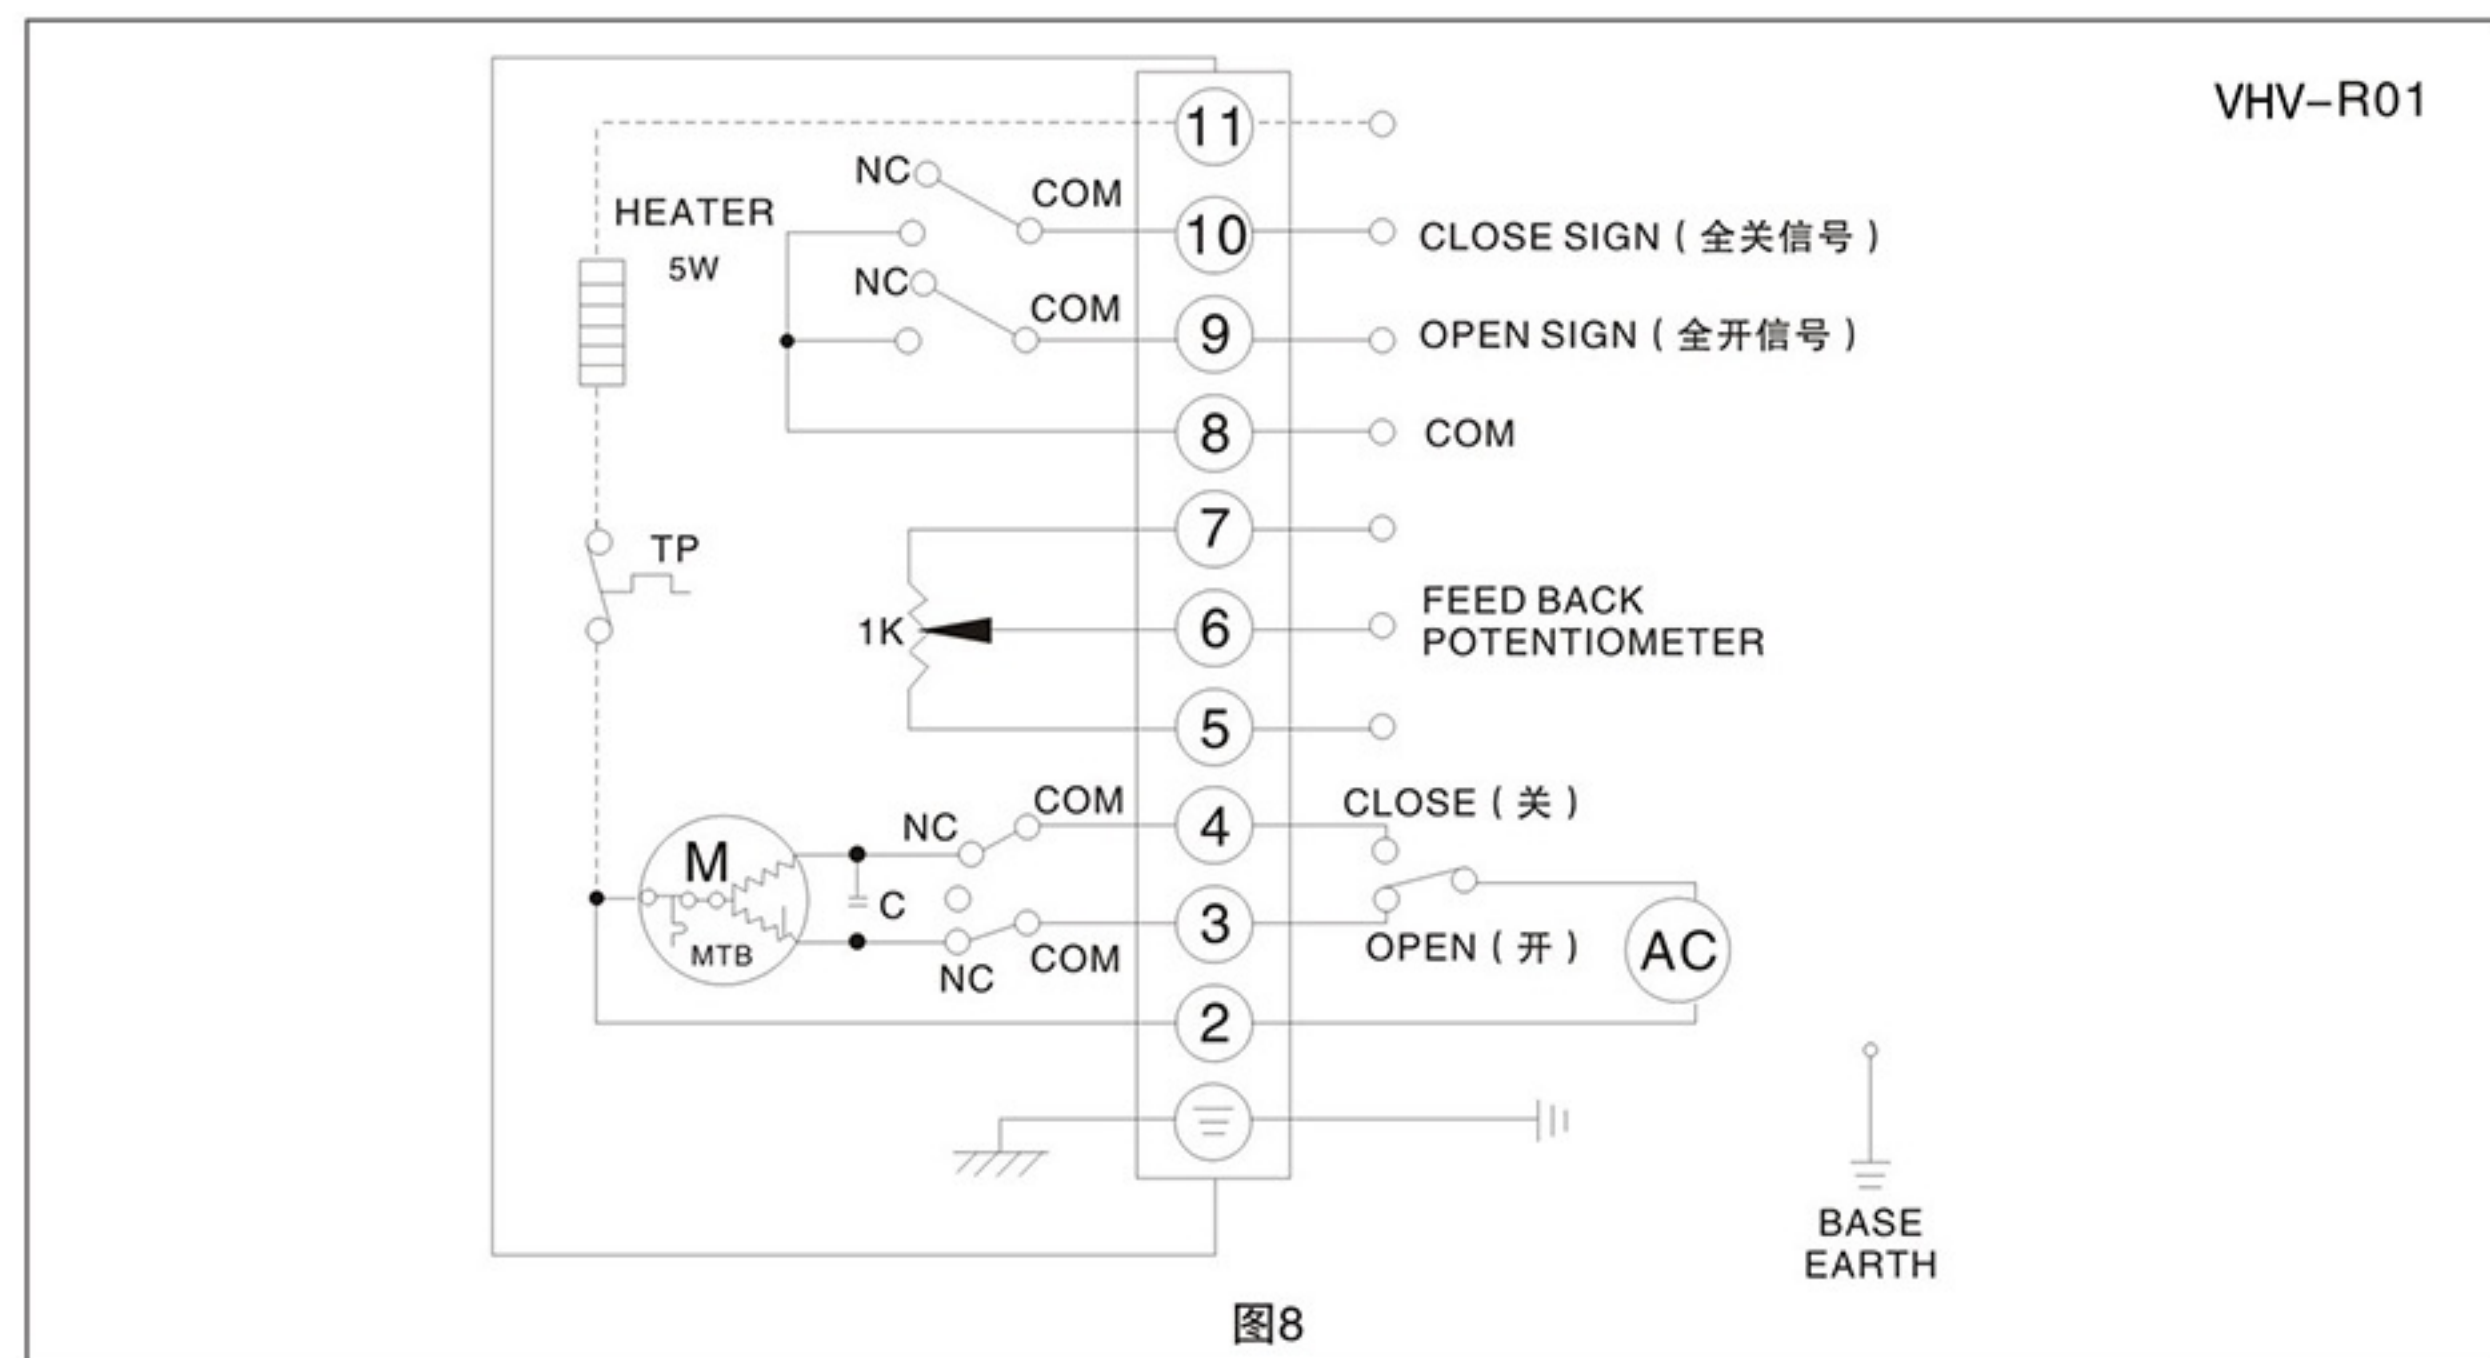 VHV-R01
11
NC
COM
HEATER
5W
10
CLOSE SIGN ( 全关信号 )
NC
COM
9
OPEN SIGN ( 全开信号 )
8
COM
7
TP
1K
6
FEED BACK
POTENTIOMETER
5
COM
CLOSE ( 关 )
NC
4
M
C
3
OPEN ( 开 )
AC
MTB
NC
COM
2
BASE
EARTH
图8